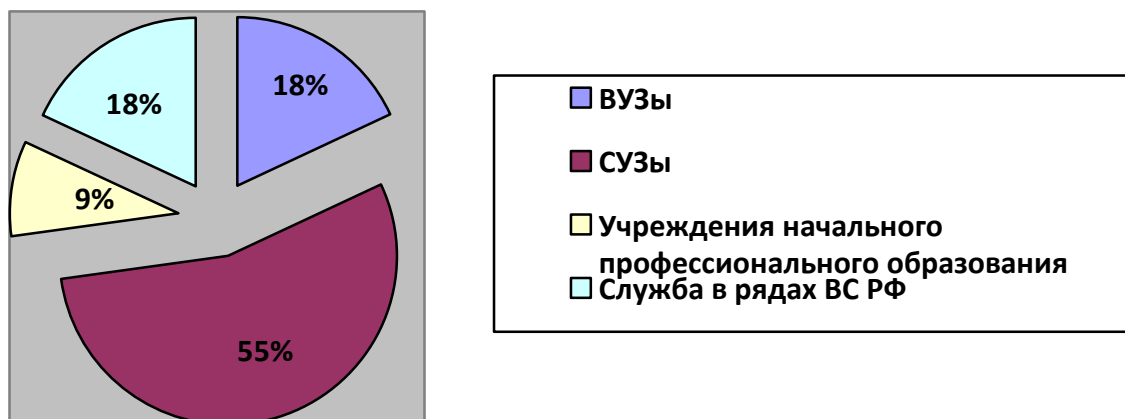 18%
18%
9%
55%
ВУЗы
СУЗы
Учреждения начального
профессионального образования
Служба в рядах ВС РФ